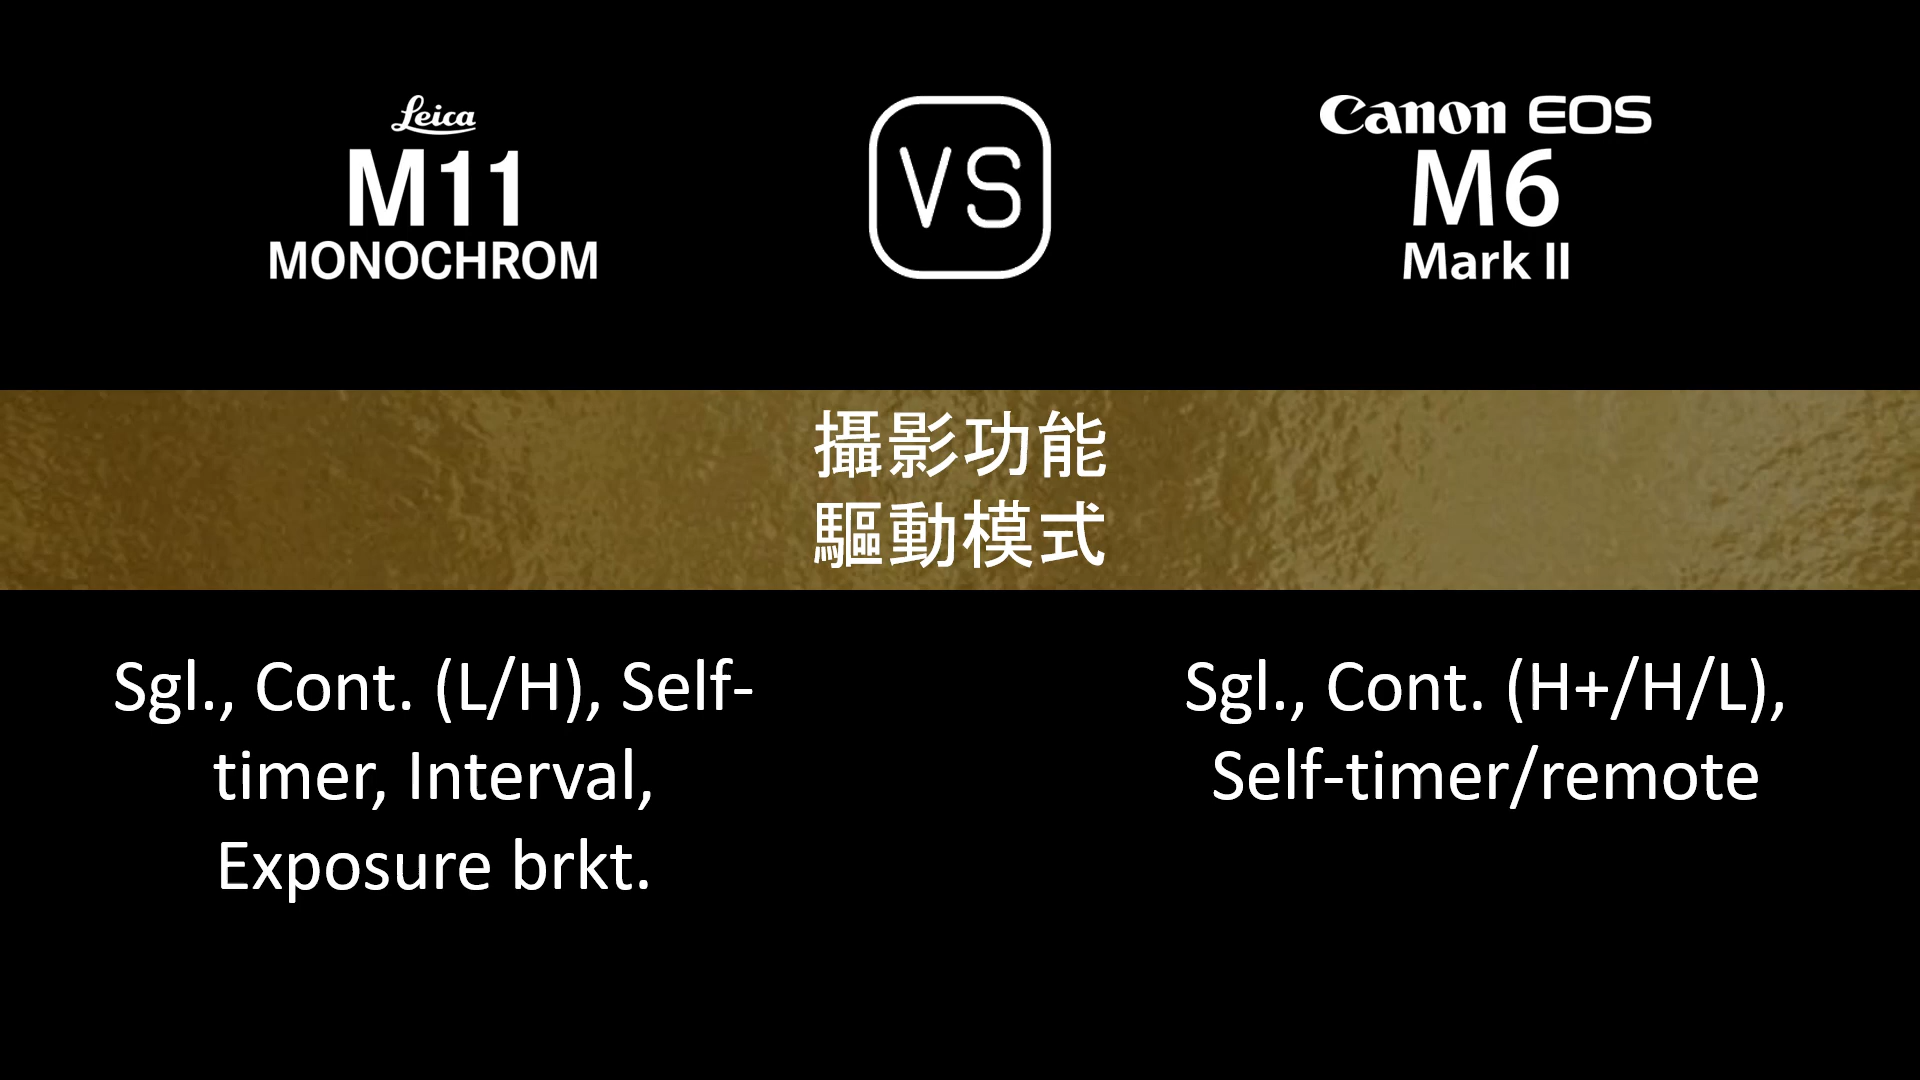 Leica
M11
MONOCHROM
VS
Canon EOS
M6
Mark II
攝影功能
驅動模式
Sgl., Cont. (L/H), Self-
timer, Interval,
Exposure brkt.
Sgl., Cont. (H+/H/L),
Self-timer/remote